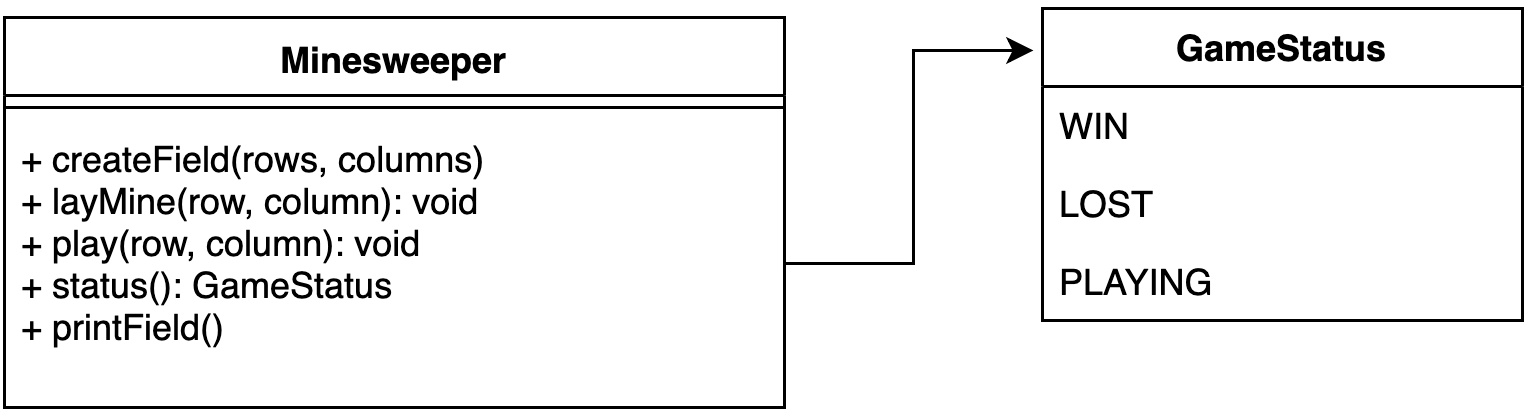 Minesweeper
+ createField(rows, columns)
+ layMine(row, column): void
+ play(row, column): void
+ status(): GameStatus
+ printField()
GameStatus
WIN
LOST
PLAYING